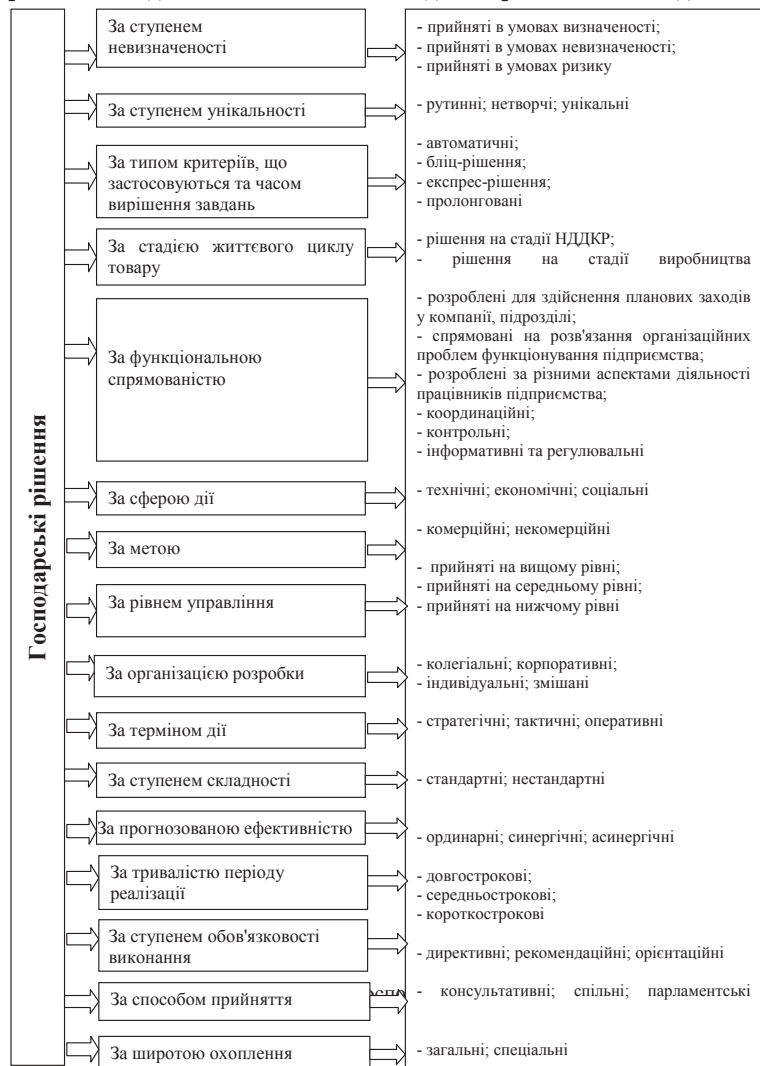 Господарські рішення
За ступенем
невизначеності
- прийняті в умовах визначеності;
- прийняті в умовах невизначеності;
- прийняті в умовах ризику
За ступенем унікальності
- рутинні; нетворчі; унікальні
За типом критеріїв, що
застосовуються та часом
вирішення завдань
- автоматичні;
- бліц-рішення;
- експрес-рішення;
- пролонговані
За стадією життєвого циклу
товару
- рішення на стадії НДДКР;
- рішення на стадії виробництва
За функціональною
спрямованістю
- розроблені для здійснення планових заходів
у компанії, підрозділі;
- спрямовані на розв'язання організаційних
проблем функціонування підприємства;
- розроблені за різними аспектами діяльності
працівників підприємства;
- координаційні;
- контрольні;
- інформативні та регулювальні
За сферою дії
- технічні; економічні; соціальні
За метою
- комерційні; некомерційні
За рівнем управління
- прийняті на вищому рівні;
- прийняті на середньому рівні;
- прийняті на нижчому рівні
За організацією розробки
- колегіальні; корпоративні;
- індивідуальні; змішані
За терміном дії
- стратегічні; тактичні; оперативні
За ступенем складності
- стандартні; нестандартні
За прогнозованою ефективністю
- ординарні; синергічні; асинергічні
За тривалістю періоду
реалізації
- довгострокові;
- середньострокові;
- короткострокові
За ступенем обов'язковості
виконання
- директивні; рекомендаційні; орієнтаційні
За способом прийняття
- консультативні; спільні; парламентські
За широтою охоплення
- загальні; спеціальні